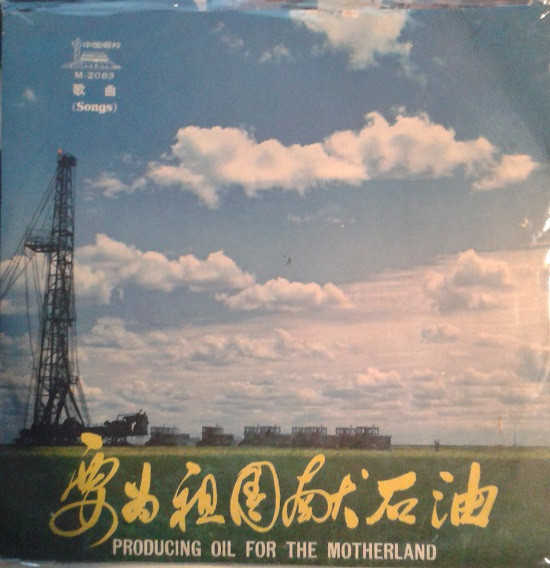 中国唱片
M-2083
歌曲
(Songs)
要为祖国献石油
PRODUCING OIL FOR THE MOTHERLAND